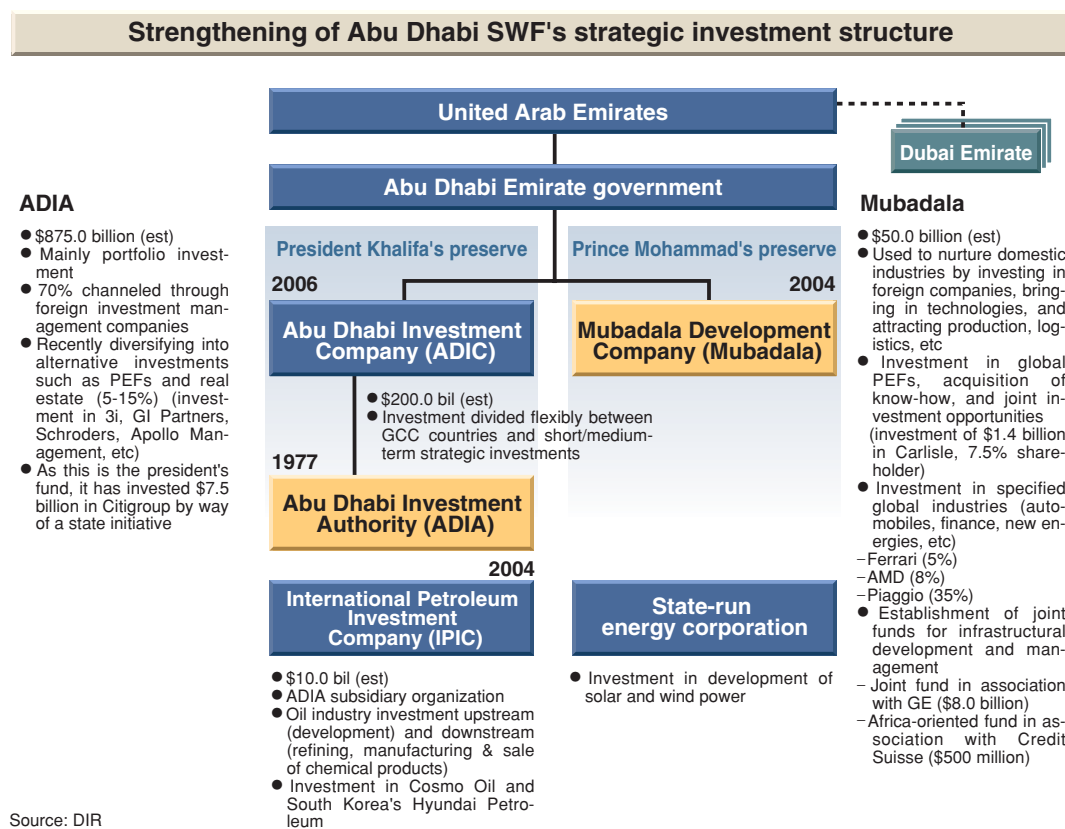 Strengthening of Abu Dhabi SWF's strategic investment structure
United Arab Emirates
Dubai Emirate
Abu Dhabi Emirate government
ADIA
● $875.0 billion (est)
● Mainly portfolio invest-
ment
● 70% channeled through
foreign investment man-
agement companies
● Recently diversifying into
alternative investments
such as PEFs and real
estate (5-15%) (invest-
ment in 3i, GI Partners,
Schroders, Apollo Man-
agement, etc)
● As this is the president's
fund, it has invested $7.5
billion in Citigroup by way
of a state initiative
President Khalifa's preserve
2006
Abu Dhabi Investment
Company (ADIC)
● $200.0 bil (est)
● Investment divided flexibly between
GCC countries and short/medium-
term strategic investments
1977
Abu Dhabi Investment
Authority (ADIA)
2004
International Petroleum
Investment
Company (IPIC)
● $10.0 bil (est)
● ADIA subsidiary organization
● Oil industry investment upstream
(development) and downstream
(refining, manufacturing & sale
of chemical products)
● Investment in Cosmo Oil and
South Korea's Hyundai Petro-
leum
Prince Mohammad's preserve
2004
Mubadala Development
Company (Mubadala)
State-run
energy corporation
● Investment in development of
solar and wind power
Mubadala
● $50.0 billion (est)
● Used to nurture domestic
industries by investing in
foreign companies, bring-
ing in technologies, and
attracting production, log-
istics, etc
● Investment in global
PEFs, acquisition of
know-how, and joint in-
vestment opportunities
(investment of $1.4 billion
in Carlisle, 7.5% share-
holder)
● Investment in specified
global industries (auto-
mobiles, finance, new en-
ergies, etc)
–Ferrari (5%)
–AMD (8%)
–Piaggio (35%)
● Establishment of joint
funds for infrastructural
development and man-
agement
– Joint fund in association
with GE ($8.0 billion)
–Africa-oriented fund in as-
sociation with Credit
Suisse ($500 million)
Source: DIR